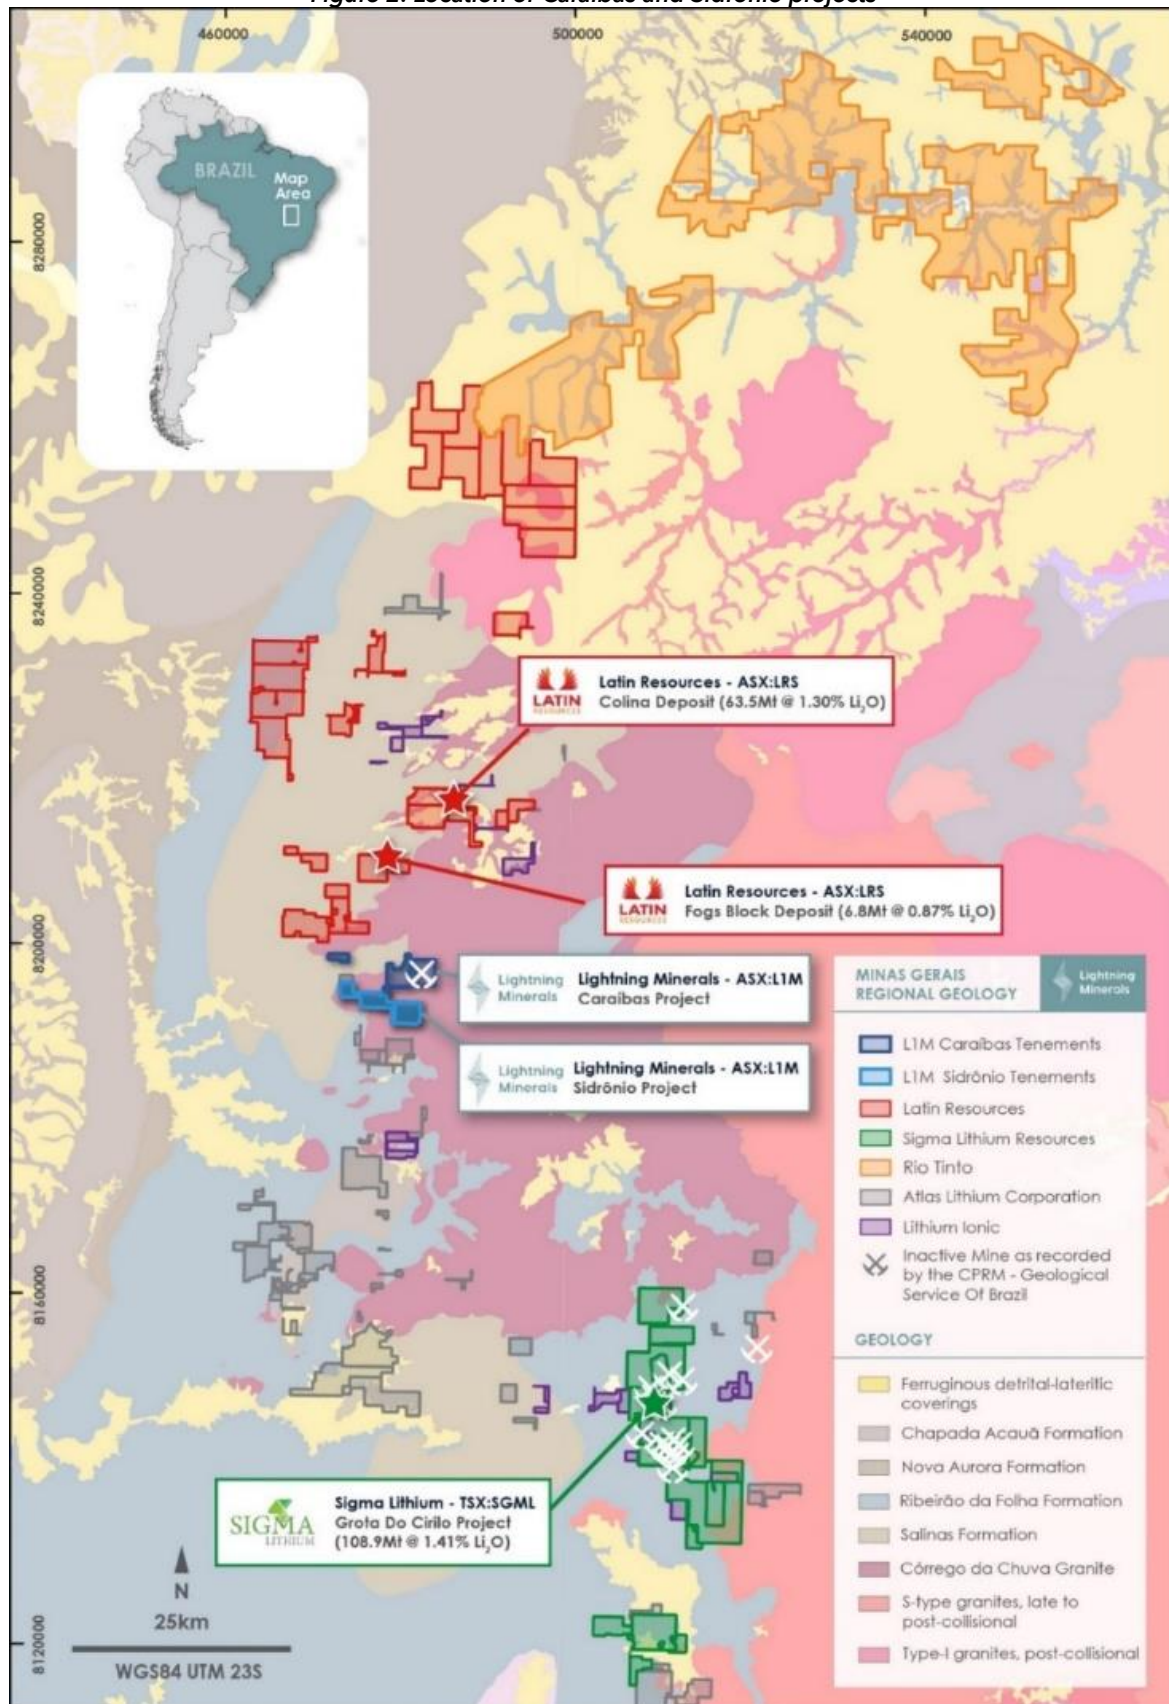 Figure 2: Location of Caraíbas and Sidrônio projects
460000
500000
540000
BRAZIL
Map
Area
8280000
8240000
8200000
8160000
8120000
LATIN
RESOURCES
Latin Resources - ASX:LRS
Colina Deposit (63.5Mt @ 1.30% Li₂O)
LATIN
RESOURCES
Latin Resources - ASX:LRS
Fogs Block Deposit (6.8Mt @ 0.87% Li₂O)
Lightning
Minerals
Lightning Minerals - ASX:L1M
Caraíbas Project
Lightning
Minerals
Lightning Minerals - ASX:L1M
Sidrônio Project
SIGMA
LITHIUM
Sigma Lithium - TSX:SGML
Grota Do Cirilo Project
(108.9Mt @ 1.41% Li₂O)
N
25km
WGS84 UTM 23S
MINAS GERAIS
REGIONAL GEOLOGY
Lightning
Minerals
L1M Caraíbas Tenements
L1M Sidrônio Tenements
Latin Resources
Sigma Lithium Resources
Rio Tinto
Atlas Lithium Corporation
Lithium Ionic
Inactive Mine as recorded
by the CPRM - Geological
Service Of Brazil
GEOLOGY
Ferruginous detrital-lateritic
coverings
Chapada Acauã Formation
Nova Aurora Formation
Ribeirão da Folha Formation
Salinas Formation
Córrego da Chuva Granite
S-type granites, late to
post-collisional
Type-I granites, post-collisional